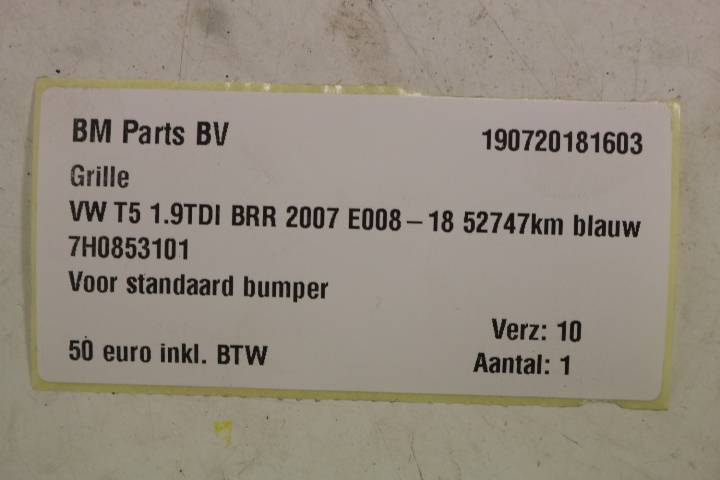 BM Parts BV 190720181603
Grille
VW T5 1.9TDI BRR 2007 E008-18 52747km blauw
7H0853101
Voor standaard bumper
Verz: 10
50 euro inkl. BTW Aantal: 1